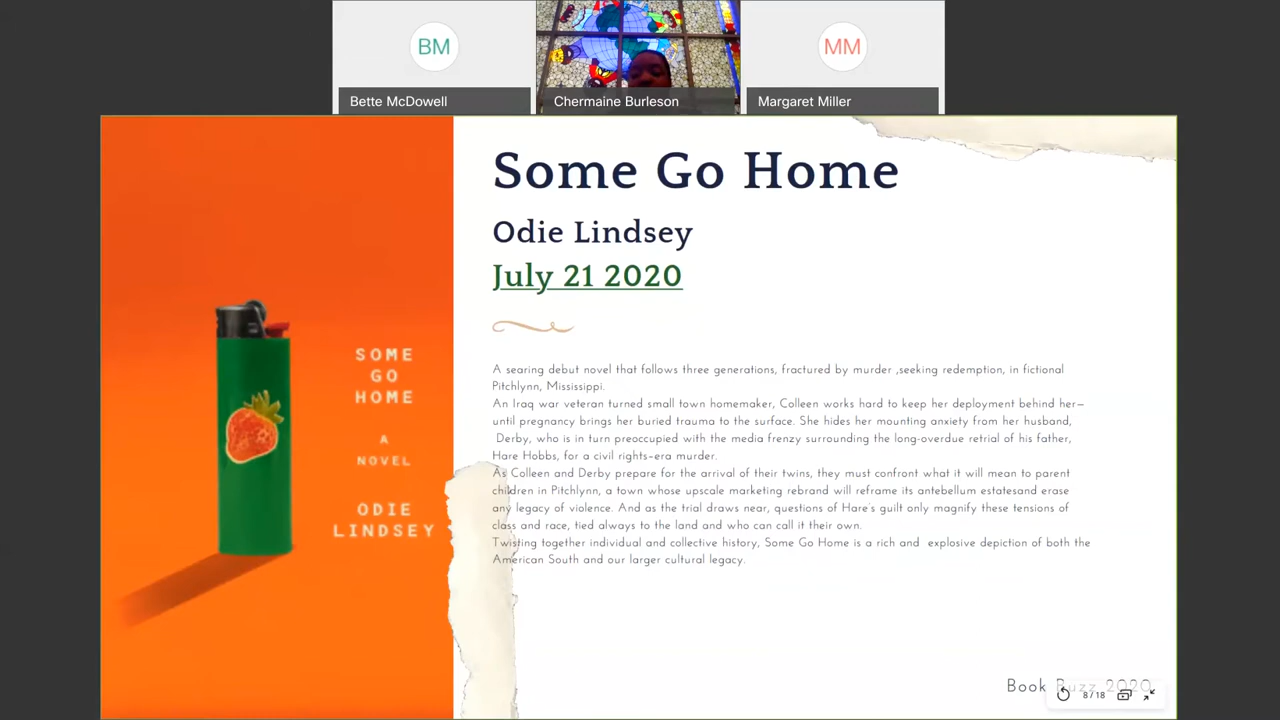 BM
MM
Bette McDowell
Chermaine Burleson
Margaret Miller
Some Go Home
Odie Lindsey
July 21 2020
SOME
GO
HOME
A
NOVEL
ODIE
LINDSEY
A searing debut novel that follows three generations, fractured by murder ,seeking redemption, in fictional
Pitchlynn, Mississippi.
An Iraq war veteran turned small town homemaker, Colleen works hard to keep her deployment behind her—
until pregnancy brings her buried trauma to the surface. She hides her mounting anxiety from her husband,
Derby, who is in turn preoccupied with the media frenzy surrounding the long-overdue retrial of his father,
Hare Hobbs, for a civil rights–era murder.
As Colleen and Derby prepare for the arrival of their twins, they must confront what it will mean to parent
children in Pitchlynn, a town whose upscale marketing rebrand will reframe its antebellum estatesand erase
any legacy of violence. And as the trial draws near, questions of Hare's guilt only magnify these tensions of
class and race, tied always to the land and who can call it their own.
Twisting together individual and collective history, Some Go Home is a rich and explosive depiction of both the
American South and our larger cultural legacy.
Book Buzz 2020
8/18